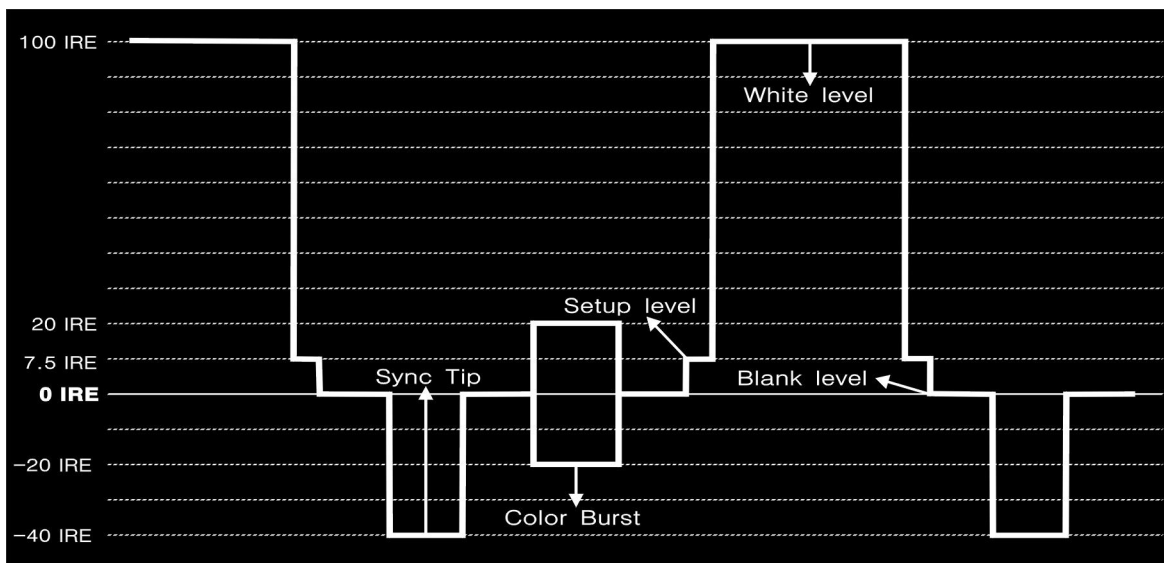 100 IRE
White level
Setup level
20 IRE
7.5 IRE
Sync Tip
Blank level
0 IRE
−20 IRE
Color Burst
−40 IRE